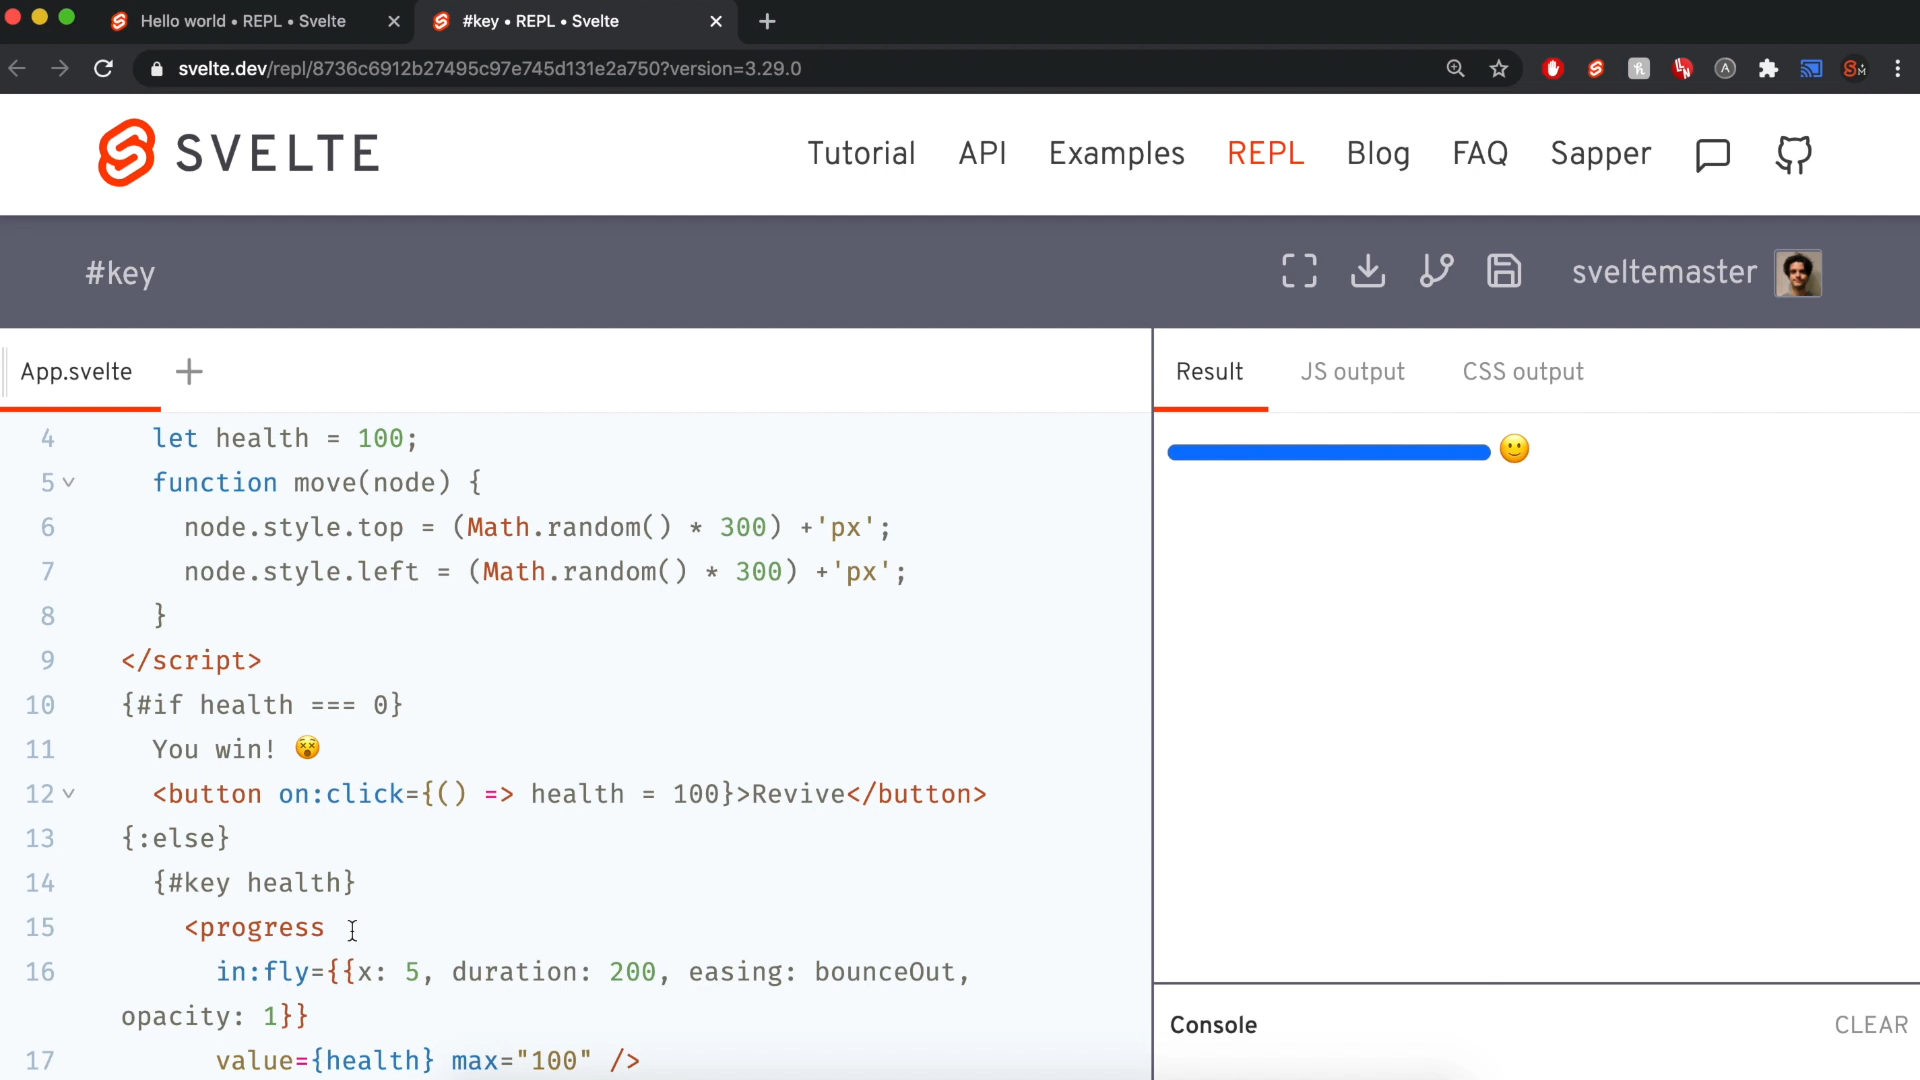 Hello world • REPL • Svelte
#key • REPL • Svelte
svelte.dev/repl/8736c6912b27495c97e745d131e2a750?version=3.29.0
SVELTE
Tutorial
API
Examples
REPL
Blog
FAQ
Sapper
#key
sveltemaster
App.svelte
Result
JS output
CSS output
4 let health = 100;
5 function move(node) {
6 node.style.top = (Math.random() * 300) +'px';
7 node.style.left = (Math.random() * 300) +'px';
8 }
9 </script>
10 {#if health === 0}
11 You win! 😵
12 <button on:click={() => health = 100}>Revive</button>
13 {:else}
14 {#key health}
15 <progress
16 in:fly={{x: 5, duration: 200, easing: bounceOut,
opacity: 1}}
17 value={health} max="100" />
🙂
Console
CLEAR